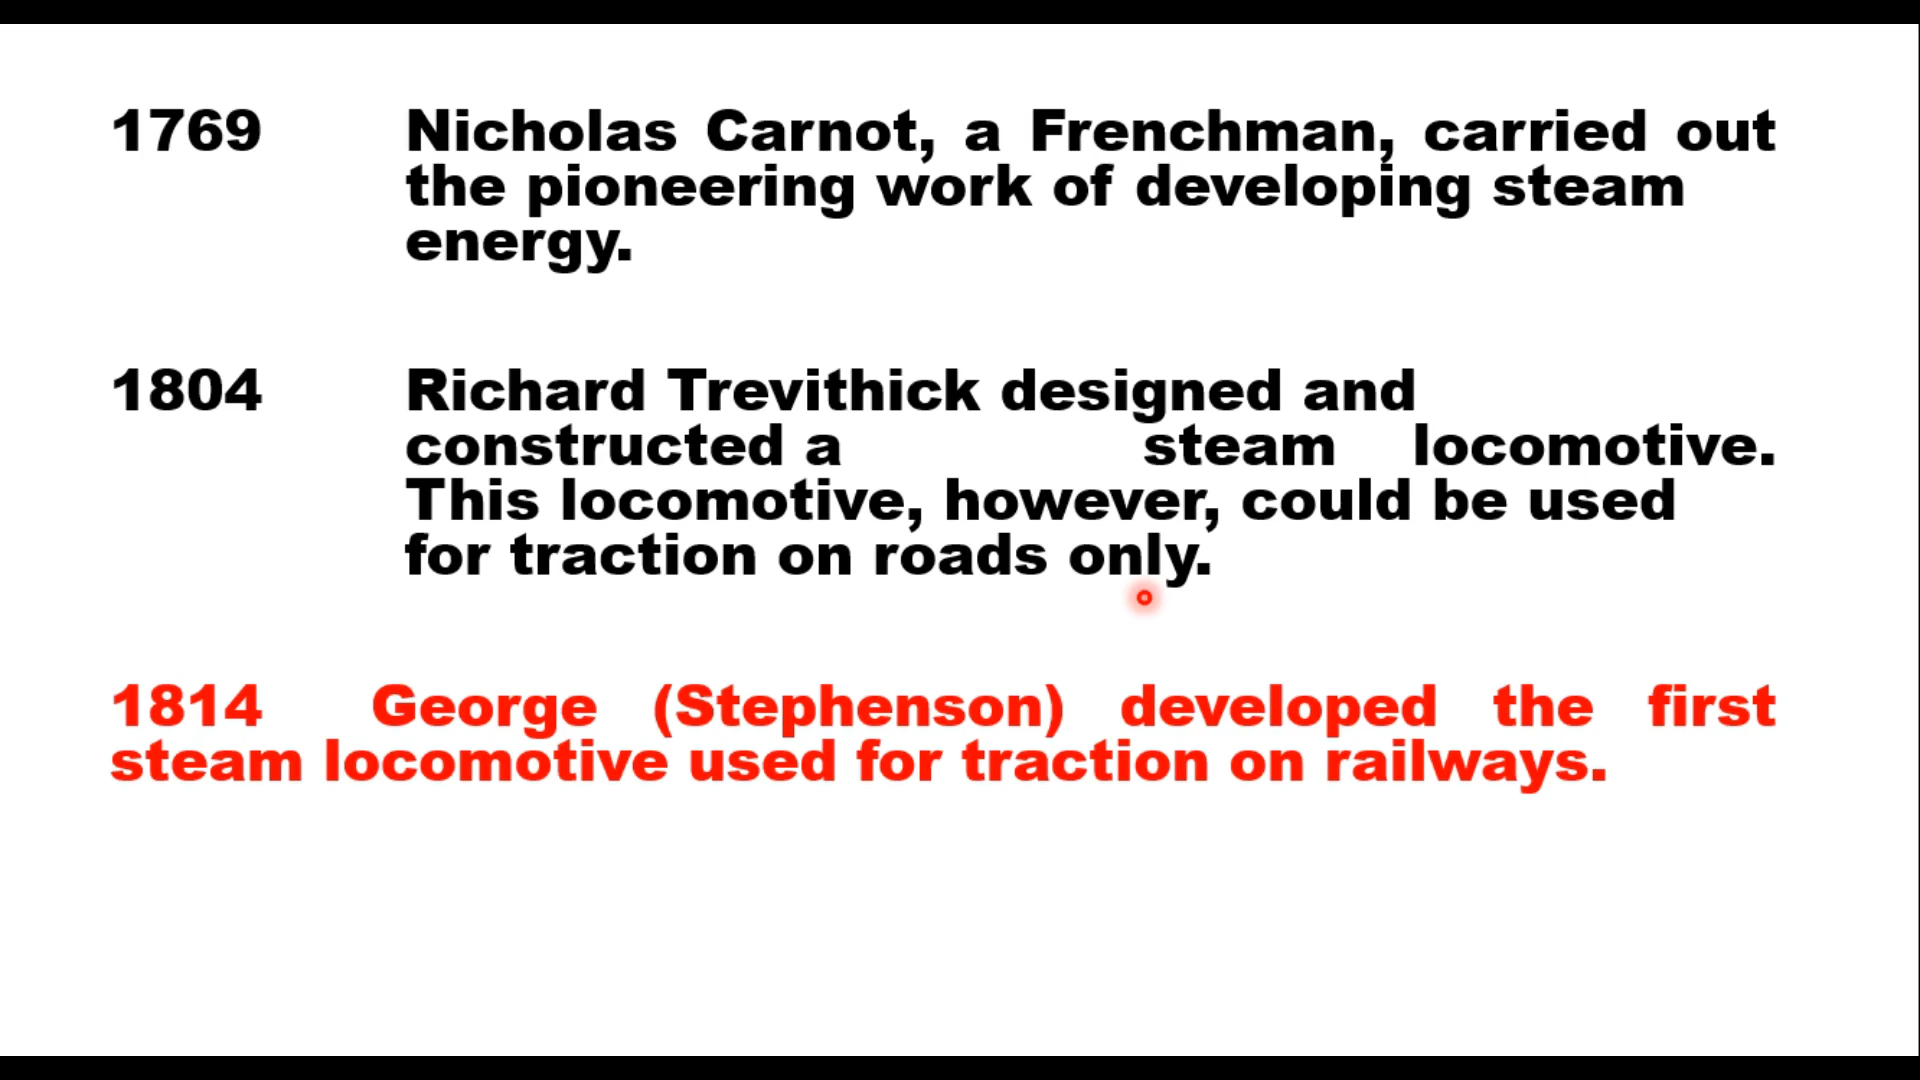 1769 Nicholas Carnot, a Frenchman, carried out
the pioneering work of developing steam
energy.
1804 Richard Trevithick designed and
constructed a steam locomotive.
This locomotive, however, could be used
for traction on roads only.
1814 George (Stephenson) developed the first
steam locomotive used for traction on railways.